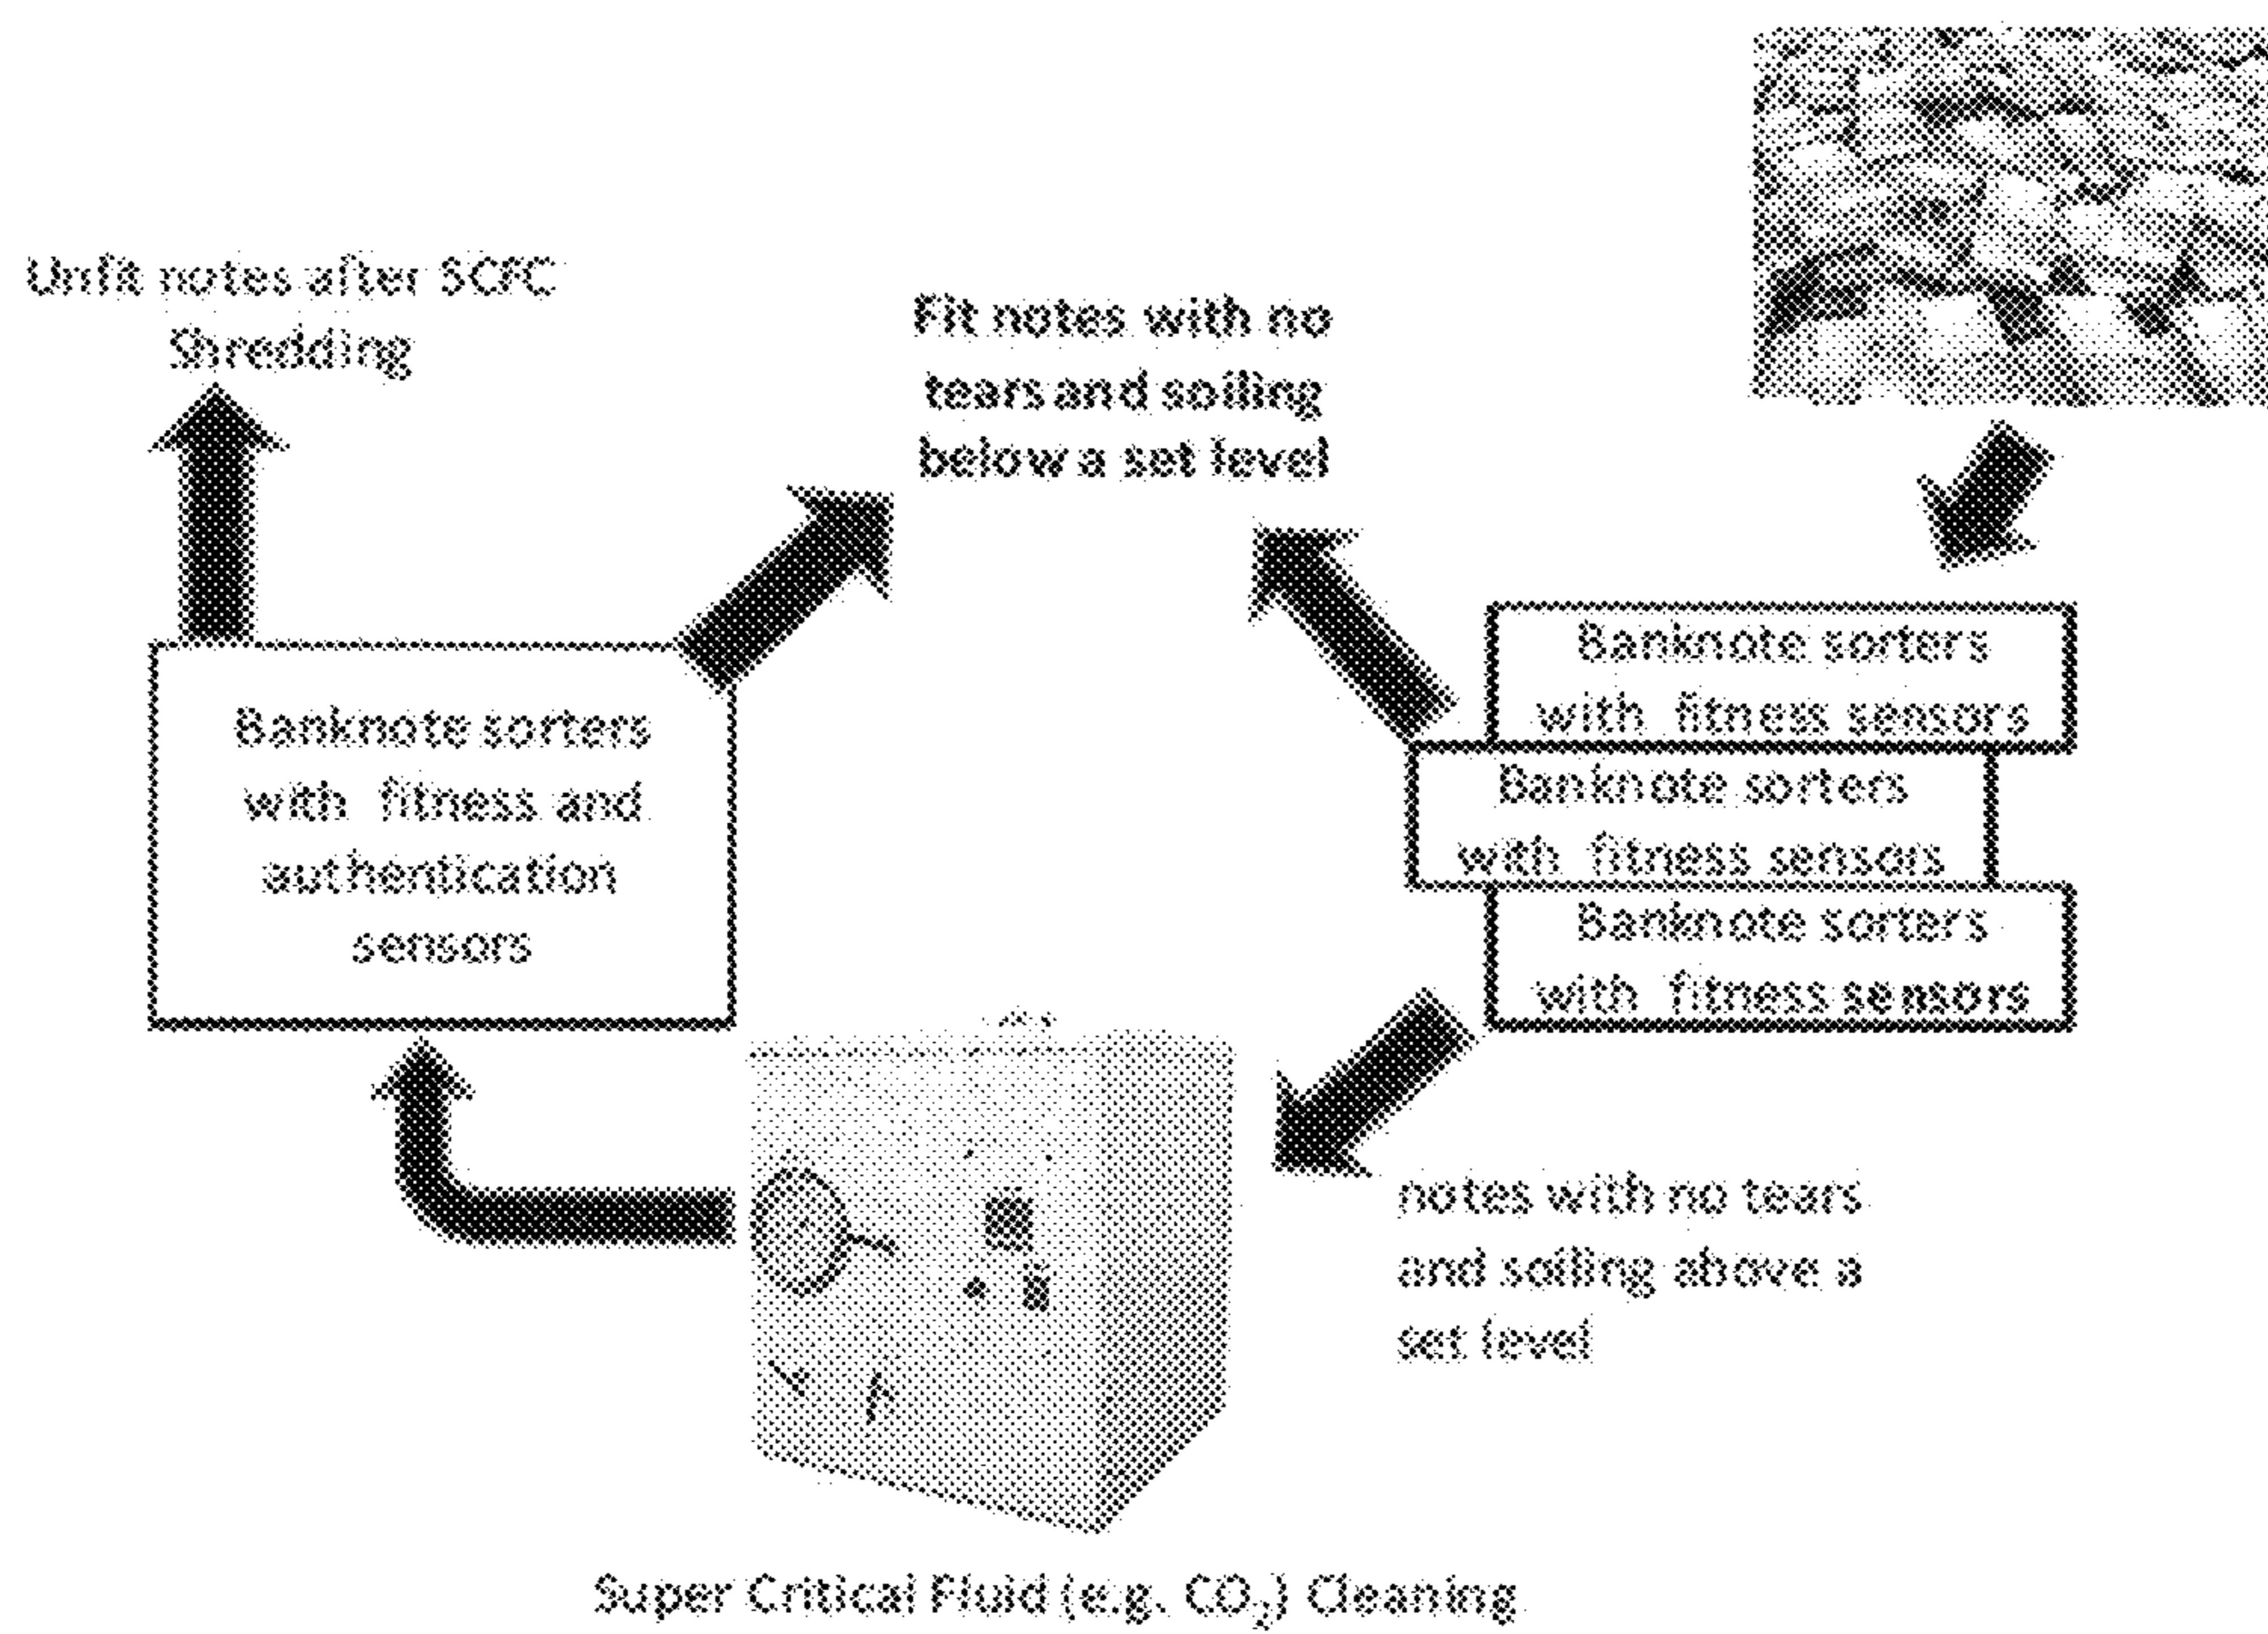 Unfit notes after SCFC
Shredding
Fit notes with no
tears and soiling
below a set level
Banknote sorters
with fitness sensors
Banknote sorters
with fitness sensors
Banknote sorters
with fitness sensors
Banknote sorters
with fitness and
authentication
sensors
notes with no tears
and soiling above a
set level
Super Critical Fluid (e.g. CO₂) Cleaning